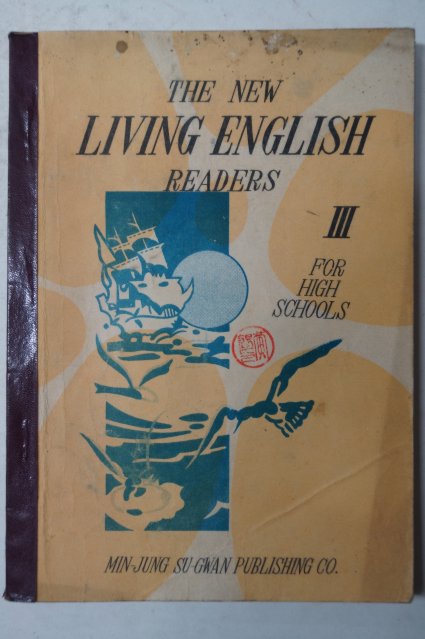 THE NEW
LIVING ENGLISH
READERS
III
FOR
HIGH
SCHOOLS
MIN-JUNG SU-GWAN PUBLISHING CO.